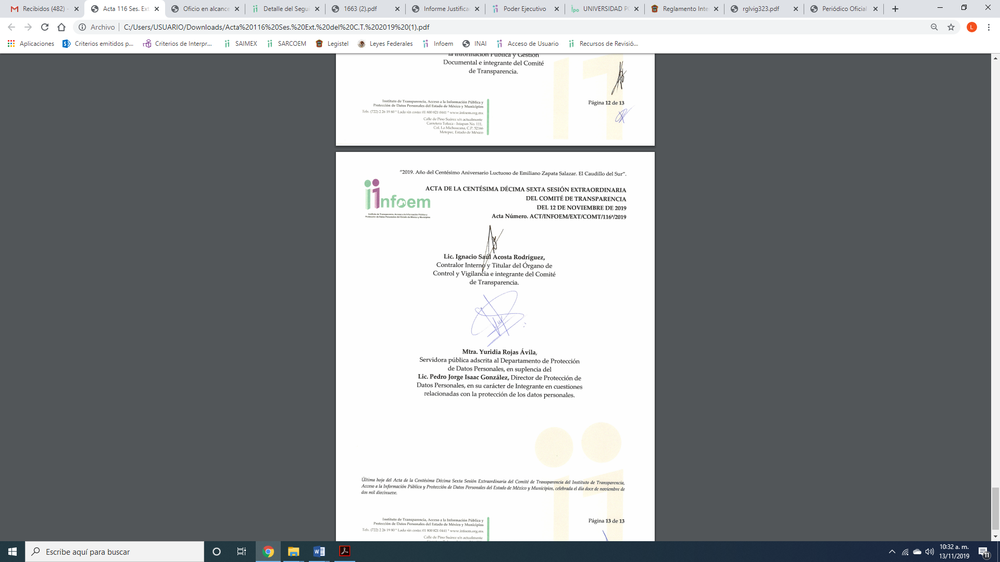 Recibidos (482) -
Acta 116 Ses. Ext
Oficio en alcance
Detalle del Segui
1663 (2).pdf
Informe Justifica
Poder Ejecutivo
UNIVERSIDAD PO
Reglamento Inte
rglvig323.pdf
Periódico Oficial
Archivo
C:/Users/USUARIO/Downloads/Acta%20116%20Ses.%20Ext.%20del%20C.T.%202019%20(1).pdf
L
Aplicaciones
Criterios emitidos p...
Criterios de Interpr...
SAIMEX
SARCOEM
Legistel
Leyes Federales
Infoem
INAI
Acceso de Usuario
Recursos de Revisió...
la Información Pública y Gestión
Documental e integrante del Comité
de Transparencia.
Instituto de Transparencia, Acceso a la Información Pública y
Protección de Datos Personales del Estado de México y Municipios
Tels. (722) 2 26 19 80 * Lada sin costo: 01 800 821 0441 * www.infoem.org.mx
Calle de Pino Suárez s/n actualmente
Carretera Toluca - Ixtapan No. 111,
Col. La Michoacana, C.P. 52166
Metepec, Estado de México
Página 12 de 13
“2019. Año del Centésimo Aniversario Luctuoso de Emiliano Zapata Salazar. El Caudillo del Sur”.
infoem
Instituto de Transparencia, Acceso a la Información Pública y
Protección de Datos Personales del Estado de México y Municipios
ACTA DE LA CENTÉSIMA DÉCIMA SEXTA SESIÓN EXTRAORDINARIA
DEL COMITÉ DE TRANSPARENCIA
DEL 12 DE NOVIEMBRE DE 2019
Acta Número. ACT/INFOEM/EXT/COMT/116ª/2019
Lic. Ignacio Saúl Acosta Rodríguez,
Contralor Interno y Titular del Órgano de
Control y Vigilancia e integrante del Comité
de Transparencia.
Mtra. Yuridia Rojas Ávila,
Servidora pública adscrita al Departamento de Protección
de Datos Personales, en suplencia del
Lic. Pedro Jorge Isaac González, Director de Protección de
Datos Personales, en su carácter de Integrante en cuestiones
relacionadas con la protección de los datos personales.
Última hoja del Acta de la Centésima Décima Sexta Sesión Extraordinaria del Comité de Transparencia del Instituto de Transparencia,
Acceso a la Información Pública y Protección de Datos Personales del Estado de México y Municipios, celebrada el día doce de noviembre de
dos mil diecinueve.
Instituto de Transparencia, Acceso a la Información Pública y
Protección de Datos Personales del Estado de México y Municipios
Tels. (722) 2 26 19 80 * Lada sin costo: 01 800 821 0441 * www.infoem.org.mx
Calle de Pino Suárez s/n actualmente
Página 13 de 13
Escribe aquí para buscar
10:32 a. m.
13/11/2019
11